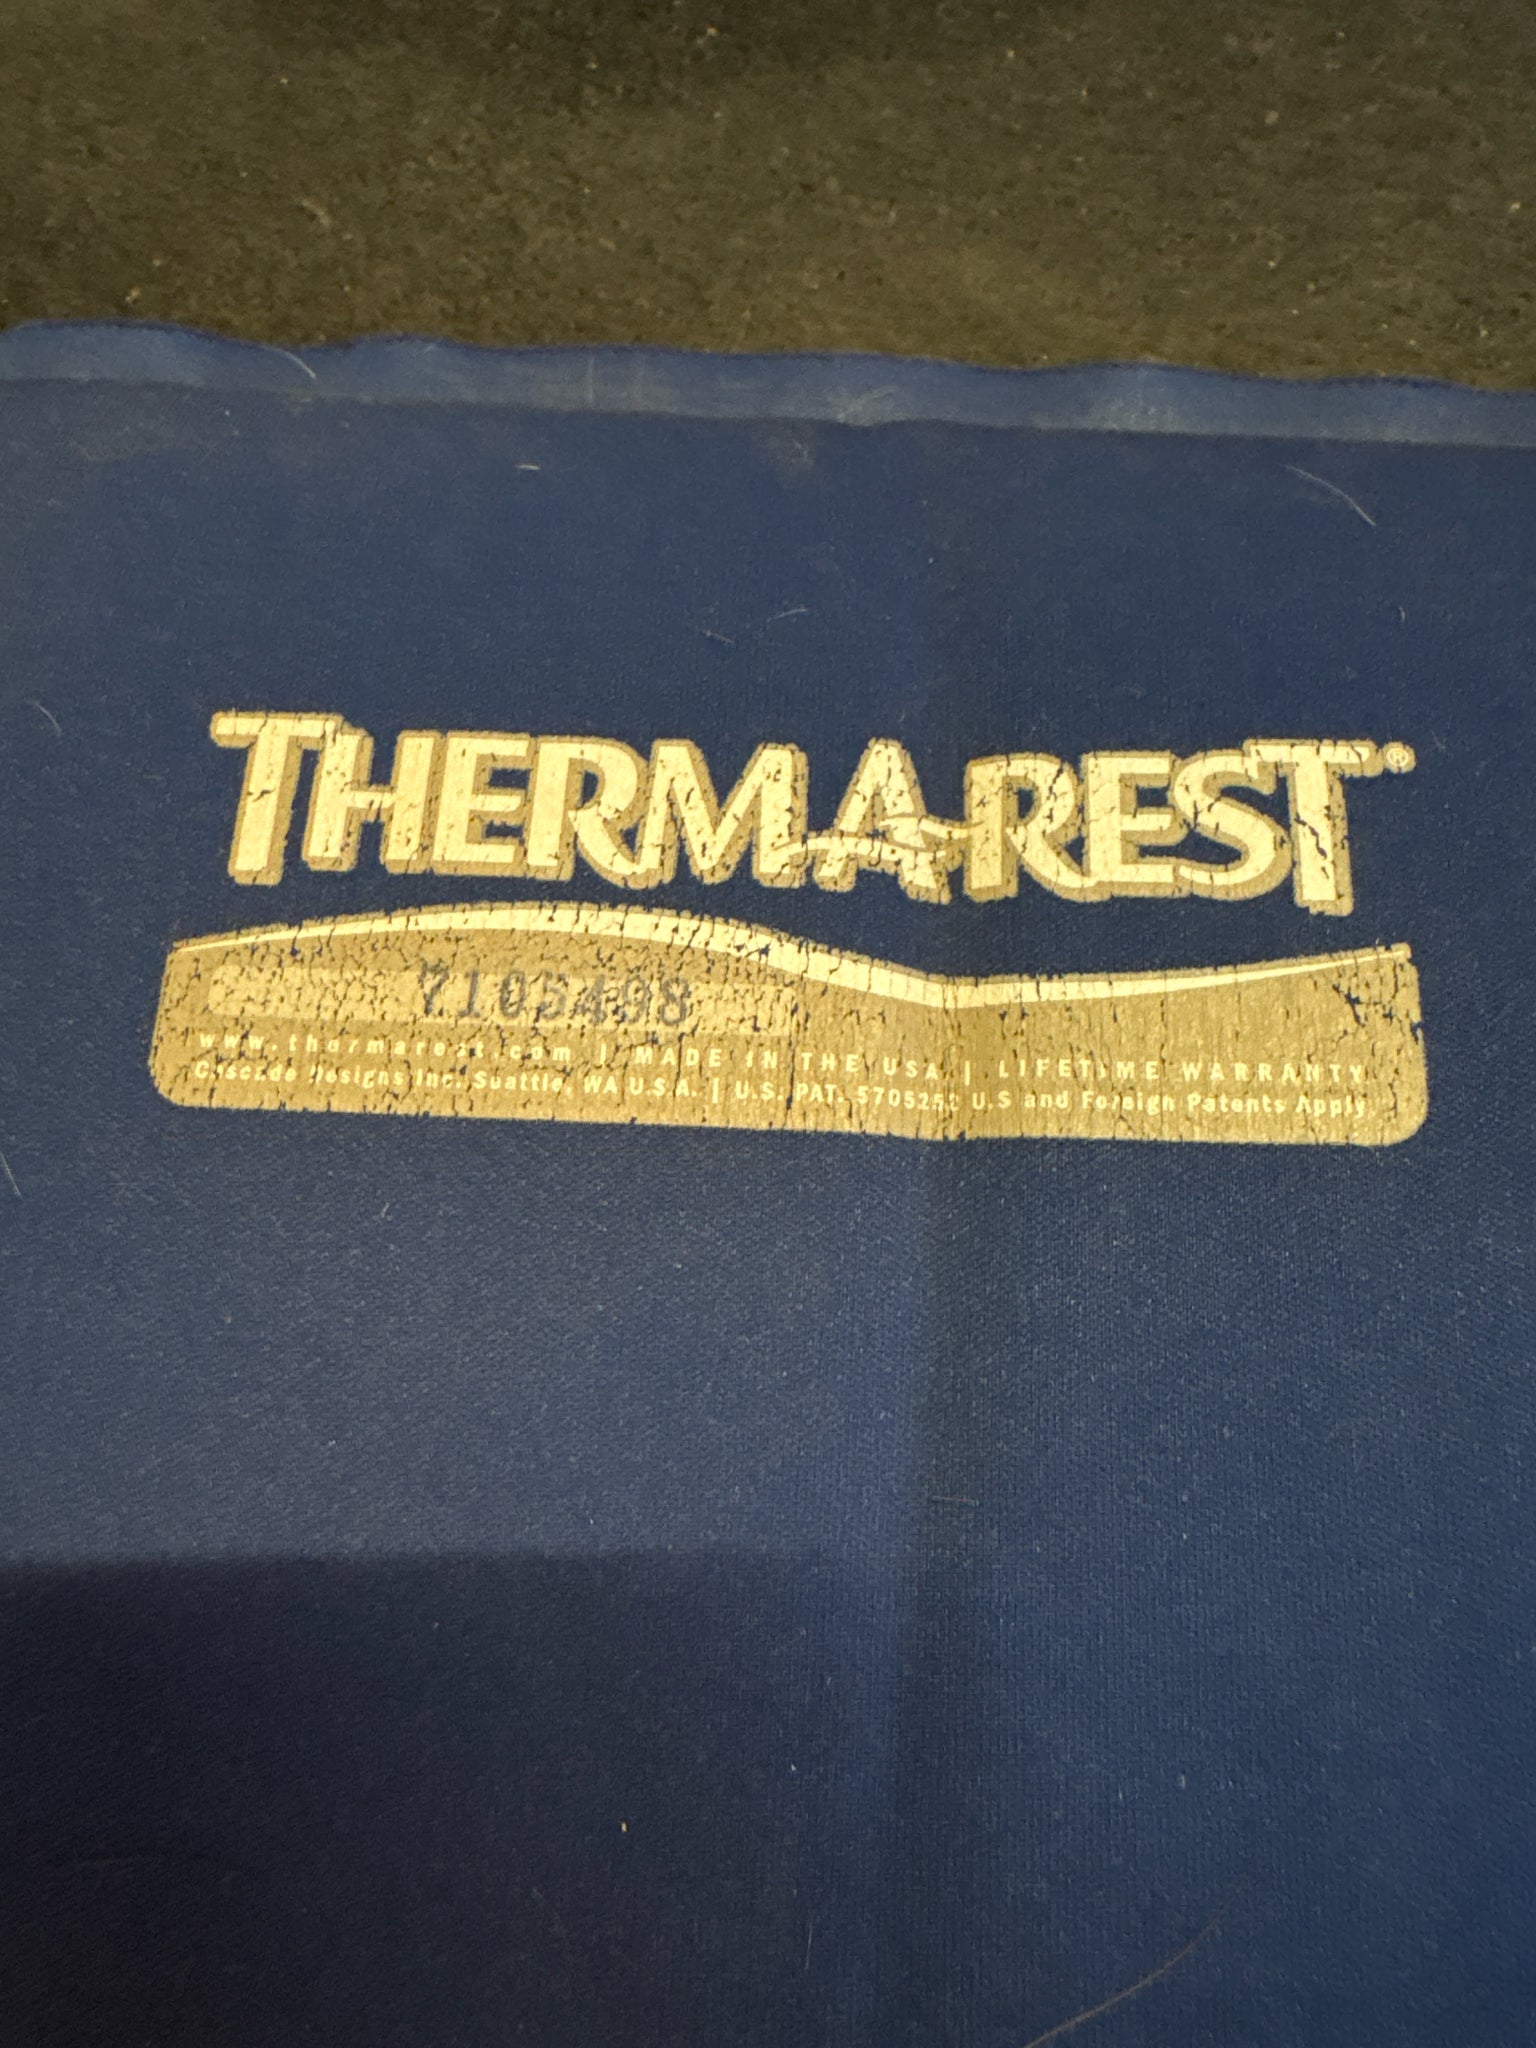 THERMAREST®
7105498
www.thermarest.com | MADE IN THE USA | LIFETIME WARRANTY
Cascade Designs Inc. Seattle, WA U.S.A. | U.S. PAT. 5705252 U.S and Foreign Patents Apply